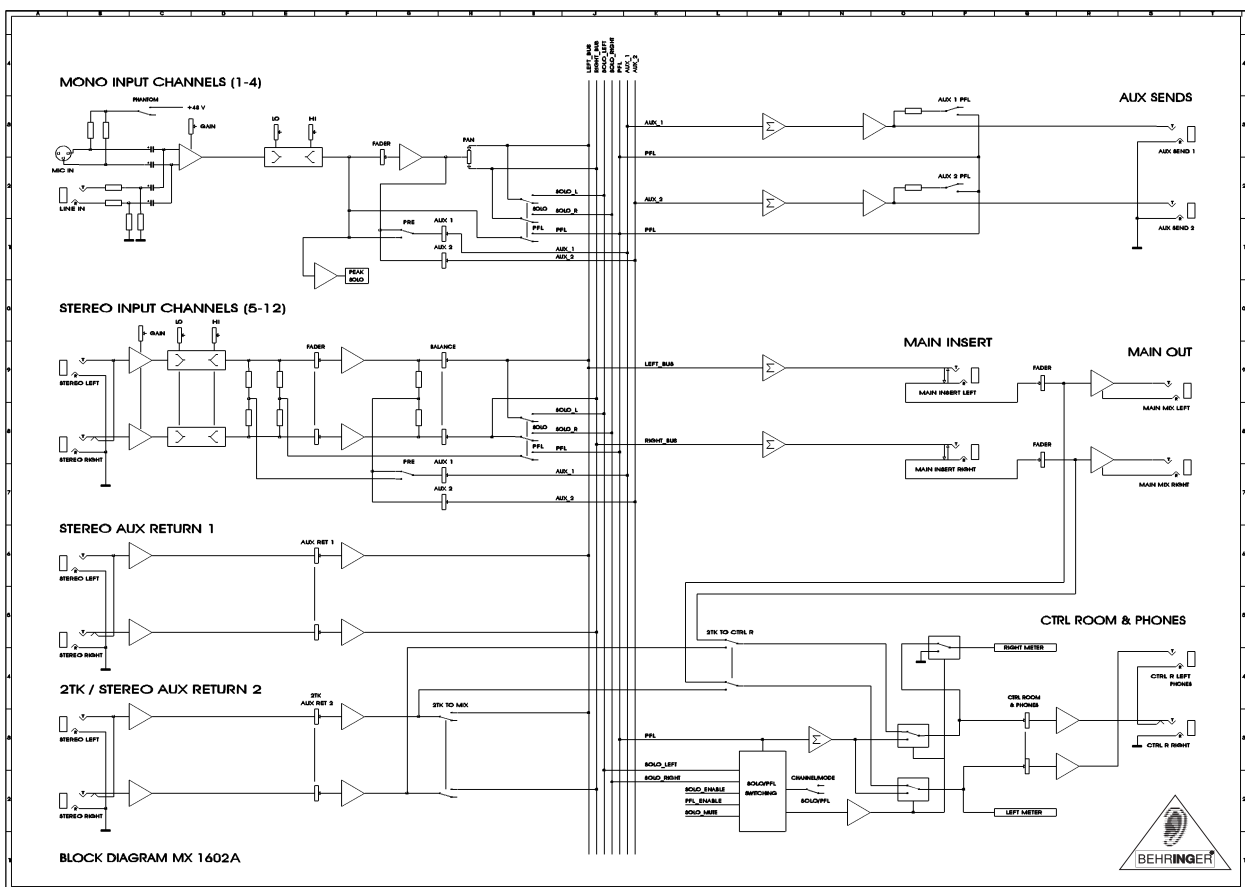 A B C D E F G H I J K L M N O P Q R S T
LEFT_BUS
RIGHT_BUS
SOLO_LEFT
SOLO_RIGHT
PFL
AUX_1
AUX_2
MONO INPUT CHANNELS (1-4)
PHANTOM
+48 V
GAIN
LO
HI
FADER
PAN
MIC IN
LINE IN
PRE
AUX 1
AUX 2
PEAK
SOLO
SOLO_L
SOLO
SOLO_R
PFL
PFL
AUX_1
AUX_2
AUX_1
PFL
AUX_2
PFL
AUX 1 PFL
AUX 2 PFL
AUX SENDS
AUX SEND 1
AUX SEND 2
STEREO INPUT CHANNELS (5-12)
GAIN
LO
HI
FADER
BALANCE
STEREO LEFT
STEREO RIGHT
PRE
AUX 1
AUX 2
SOLO_L
SOLO
SOLO_R
PFL
PFL
AUX_1
AUX_2
LEFT_BUS
RIGHT_BUS
MAIN INSERT
MAIN INSERT LEFT
MAIN INSERT RIGHT
FADER
FADER
MAIN OUT
MAIN MIX LEFT
MAIN MIX RIGHT
STEREO AUX RETURN 1
AUX RET 1
STEREO LEFT
STEREO RIGHT
2TK / STEREO AUX RETURN 2
2TK
AUX RET 2
2TK TO MIX
STEREO LEFT
STEREO RIGHT
2TK TO CTRL R
CTRL ROOM & PHONES
RIGHT METER
CTRL ROOM
& PHONES
CTRL R LEFT
PHONES
CTRL R RIGHT
PFL
SOLO_LEFT
SOLO_RIGHT
SOLO_ENABLE
PFL_ENABLE
SOLO_MUTE
SOLO/PFL
SWITCHING
CHANNEL/MODE
SOLO/PFL
LEFT METER
BLOCK DIAGRAM MX 1602A
BEHRINGER